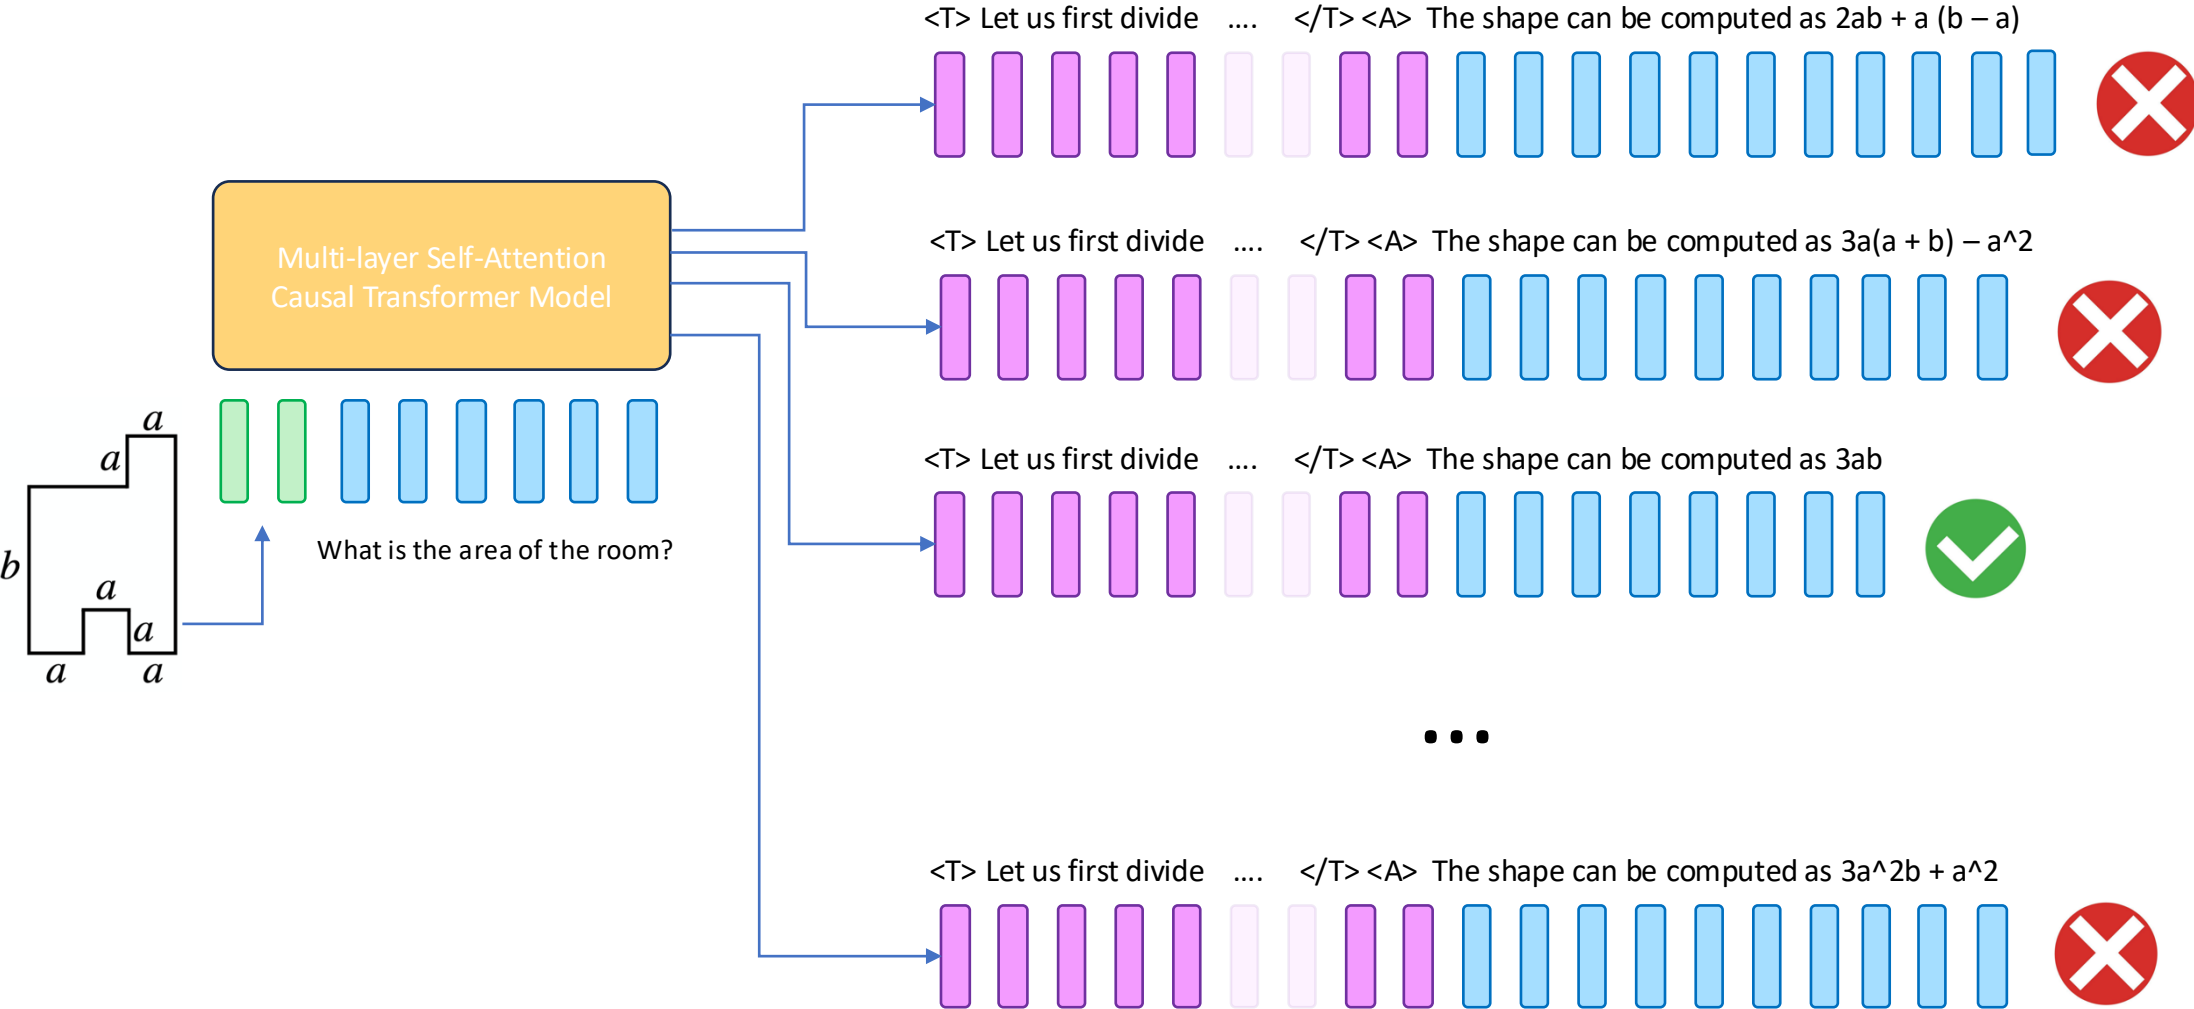 <T> Let us first divide .... </T> <A> The shape can be computed as 2ab + a (b – a)
Multi-layer Self-Attention
Causal Transformer Model
<T> Let us first divide .... </T> <A> The shape can be computed as 3a(a + b) – a^2
a
a
b
a
a
a
a
What is the area of the room?
<T> Let us first divide .... </T> <A> The shape can be computed as 3ab
...
<T> Let us first divide .... </T> <A> The shape can be computed as 3a^2b + a^2